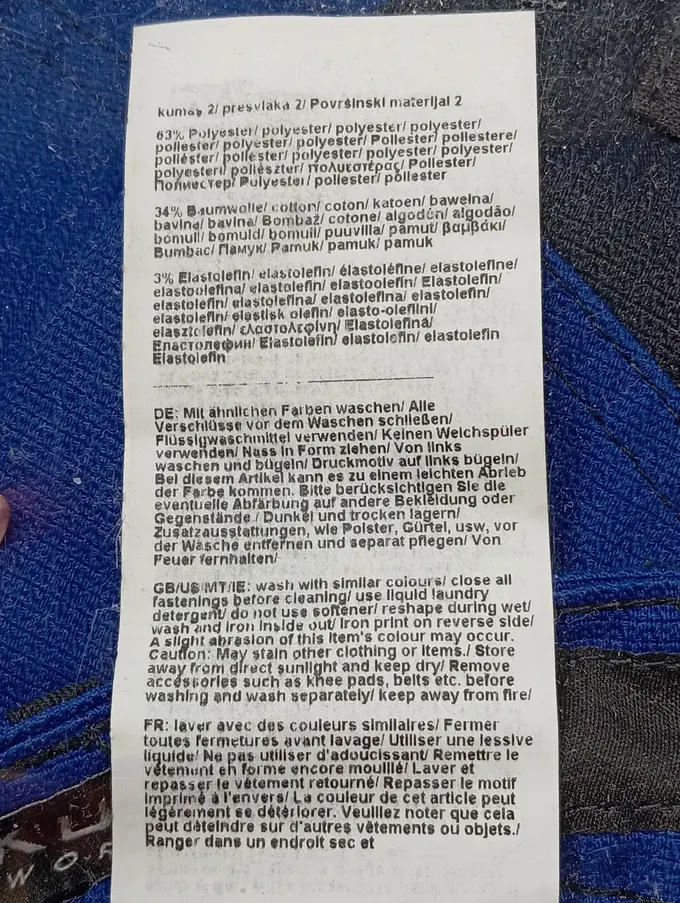 kumaş 2/ presvlaka 2/ Površinski materijal 2
63% Polyester/ polyester/ polyester/ polyester/
poliester/ polyester/ polyester/ Poliester/ poliestere/
poliéster/ poliester/ polyester/ polyester/ polyester/
polyesteri/ poliészter/ πολυεστέρας/ Poliester/
Полиестер/ Polyester/ poliester/ poliester
34% Baumwolle/ cotton/ coton/ katoen/ bawełna/
bavlna/ bavlna/ Bombaž/ cotone/ algodón/ algodão/
bomull/ bomuld/ bomull/ puuvilla/ pamut/ βαμβάκι/
Bumbac/ Памук/ Pamuk/ pamuk/ pamuk
3% Elastolefin/ elastolefin/ élastoléfine/ elastolefine/
elastoolefina/ elastolefin/ elastoolefín/ Elastolefin/
elastolefin/ elastolefina/ elastolefina/ elastolefin/
elastolefin/ elastisk olefin/ elasto-olefiini/
elasztolefin/ ελαστολεφίνη/ Elastolefină/
Еластолефин/ Elastolefin/ elastolefin/ elastolefin
Elastolefin
DE: Mit ähnlichen Farben waschen/ Alle
Verschlüsse vor dem Waschen schließen/
Flüssigwaschmittel verwenden/ Keinen Weichspüler
verwenden/ Nass in Form ziehen/ Von links
waschen und bügeln/ Druckmotiv auf links bügeln/
Bei diesem Artikel kann es zu einem leichten Abrieb
der Farbe kommen. Bitte berücksichtigen Sie die
eventuelle Abfärbung auf andere Bekleidung oder
Gegenstände./ Dunkel und trocken lagern/
Zusatzausstattungen, wie Polster, Gürtel, usw, vor
der Wäsche entfernen und separat pflegen/ Von
Feuer fernhalten/
GB/US/MT/IE: wash with similar colours/ close all
fastenings before cleaning/ use liquid laundry
detergent/ do not use softener/ reshape during wet/
wash and iron inside out/ Iron print on reverse side/
A slight abrasion of this item's colour may occur.
Caution: May stain other clothing or items./ Store
away from direct sunlight and keep dry/ Remove
accessories such as knee pads, belts etc. before
washing and wash separately/ keep away from fire/
FR: laver avec des couleurs similaires/ Fermer
toutes fermetures avant lavage/ Utiliser une lessive
liquide/ Ne pas utiliser d'adoucissant/ Remettre le
vêtement en forme encore mouillé/ Laver et
repasser le vêtement retourné/ Repasser le motif
imprimé à l'envers/ La couleur de cet article peut
légèrement se détériorer. Veuillez noter que cela
peut déteindre sur d'autres vêtements ou objets./
Ranger dans un endroit sec et